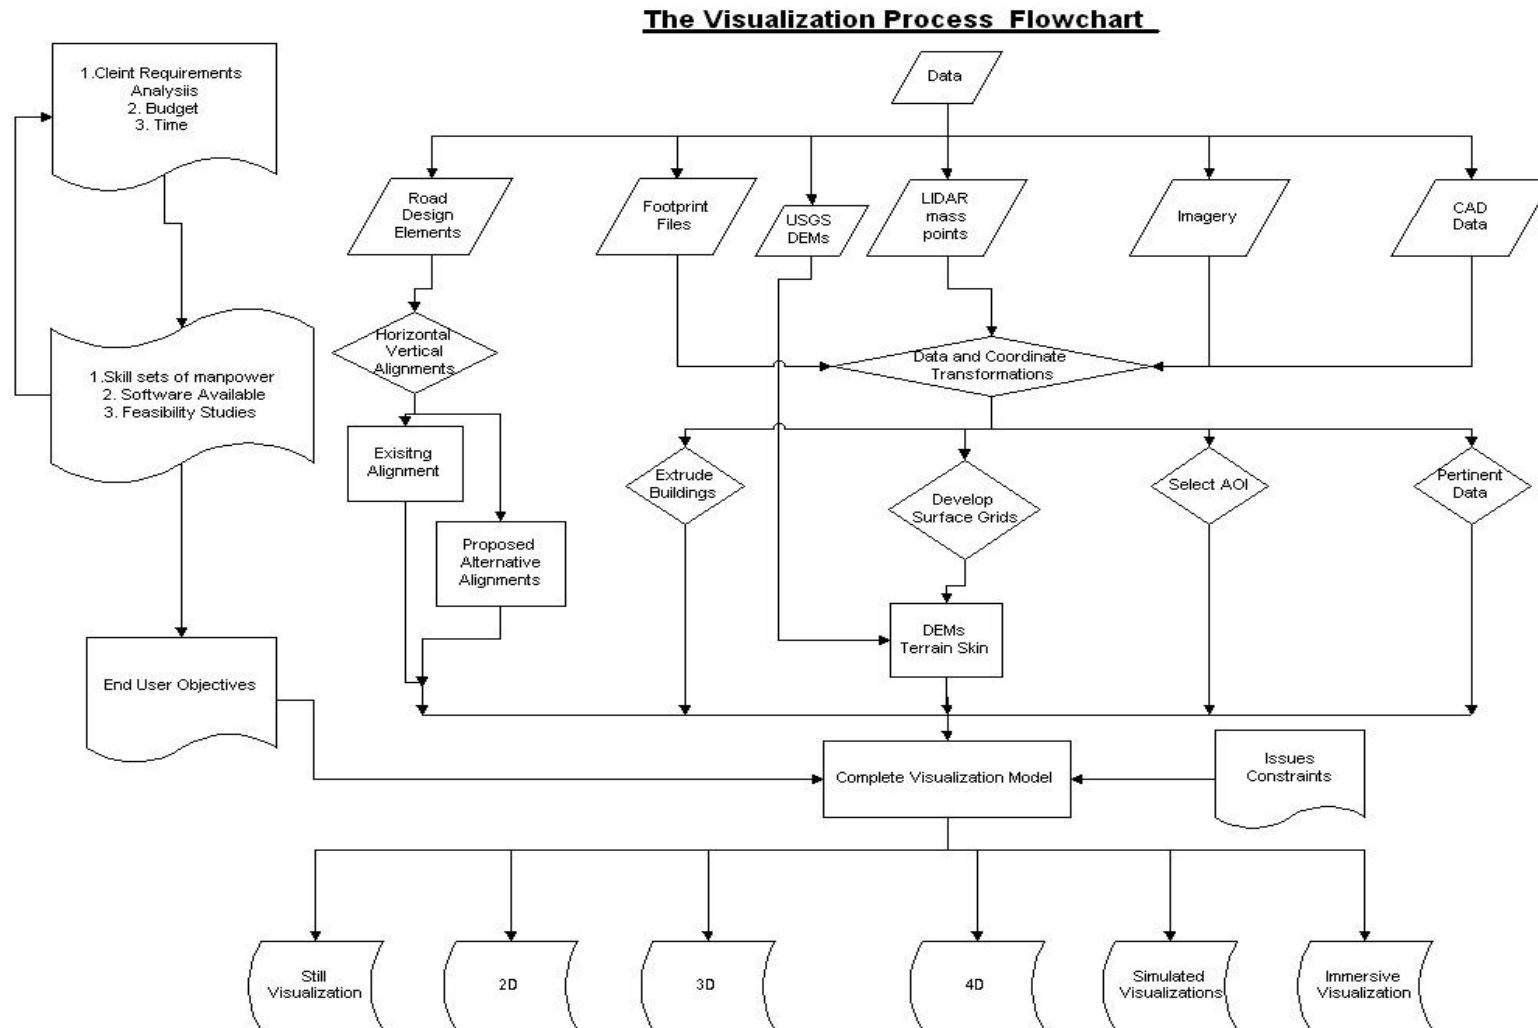 The Visualization Process Flowchart
1.Cleint Requirements
Analysiis
2. Budget
3. Time
Data
Road
Design
Elements
Footprint
Files
USGS
DEMs
LIDAR
mass
points
Imagery
CAD
Data
Horizontal
Vertical
Alignments
Data and Coordinate
Transformations
1.Skill sets of manpower
2. Software Available
3. Feasibility Studies
Exisitng
Alignment
Extrude
Buildings
Develop
Surface Grids
Select AOI
Pertinent
Data
Proposed
Alternative
Alignments
DEMs
Terrain Skin
End User Objectives
Complete Visualization Model
Issues
Constraints
Still
Visualization
2D
3D
4D
Simulated
Visualizations
Immersive
Visualization